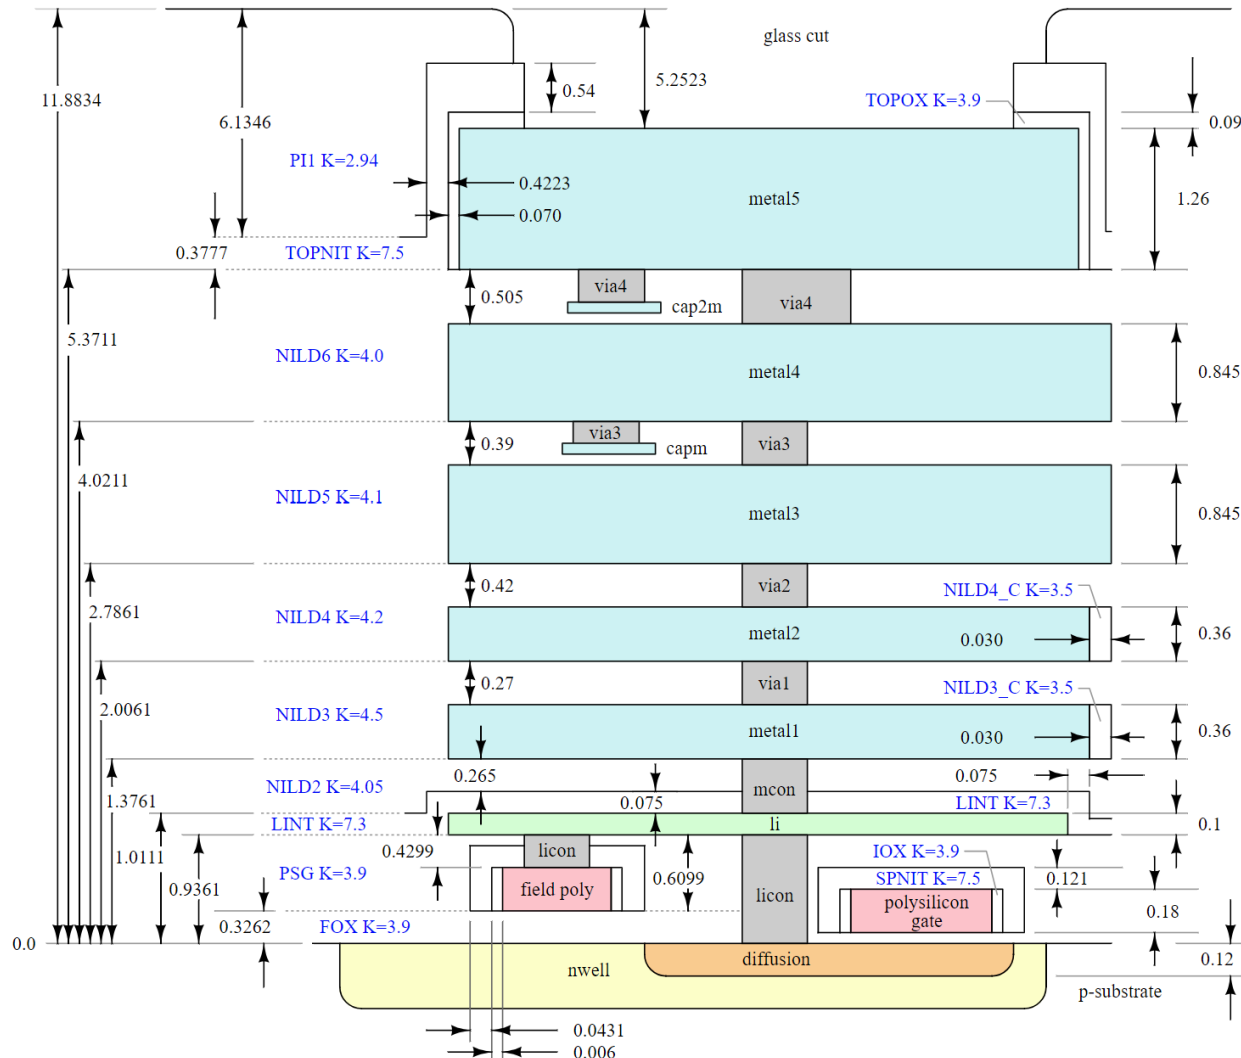 glass cut
11.8834
0.54
5.2523
TOPOX K=3.9
6.1346
0.09
PI1 K=2.94
0.4223
metal5
1.26
0.070
0.3777
TOPNIT K=7.5
0.505
via4
via4
cap2m
5.3711
NILD6 K=4.0
metal4
0.845
0.39
via3
via3
capm
4.0211
NILD5 K=4.1
metal3
0.845
0.42
via2
NILD4_C K=3.5
2.7861
NILD4 K=4.2
metal2
0.030
0.36
0.27
via1
NILD3_C K=3.5
2.0061
NILD3 K=4.5
metal1
0.030
0.36
0.265
0.075
NILD2 K=4.05
mcon
1.3761
0.075
LINT K=7.3
LINT K=7.3
li
0.1
1.0111
0.4299
licon
IOX K=3.9
PSG K=3.9
0.6099
SPNIT K=7.5
0.121
0.9361
field poly
licon
polysilicon
gate
0.18
0.3262
FOX K=3.9
0.0
diffusion
0.12
nwell
p-substrate
0.0431
0.006